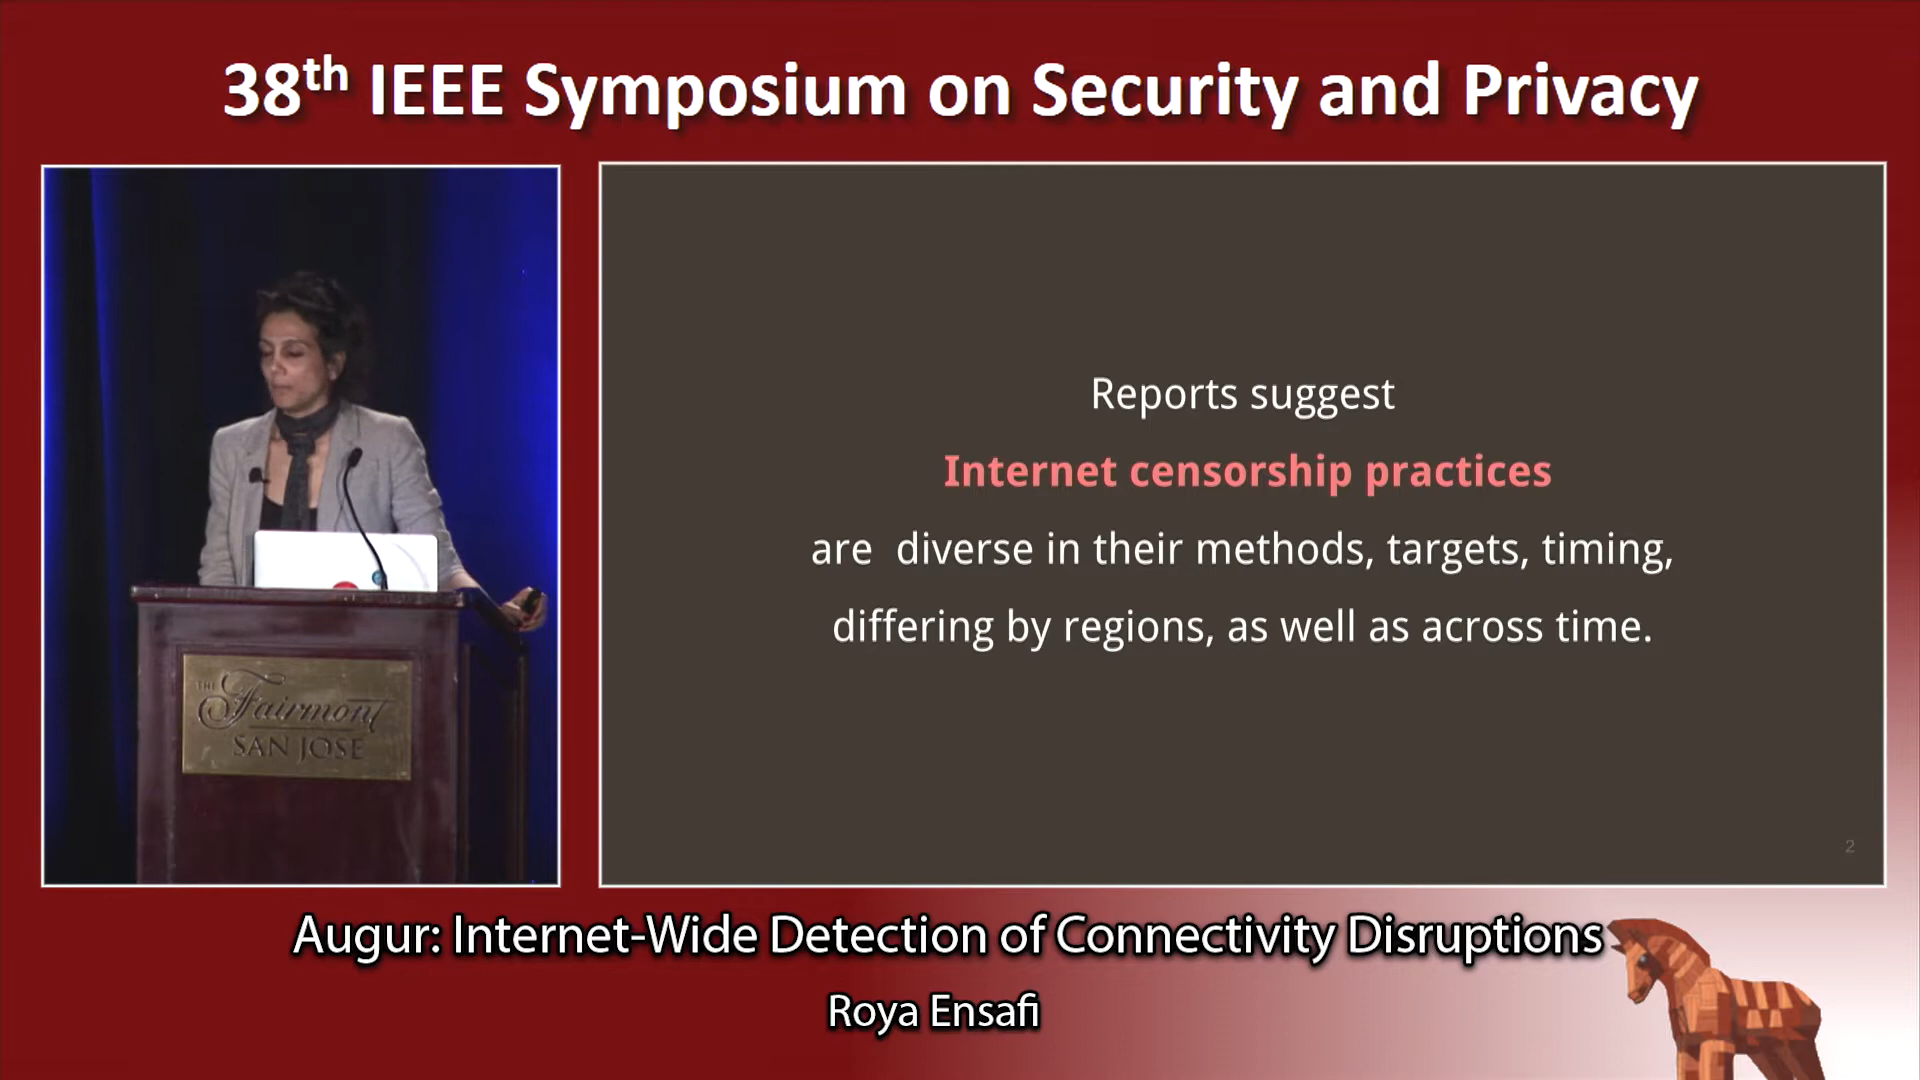 38th IEEE Symposium on Security and Privacy
Reports suggest
Internet censorship practices
are diverse in their methods, targets, timing,
differing by regions, as well as across time.
2
THE Fairmont
SAN JOSE
Augur: Internet-Wide Detection of Connectivity Disruptions
Roya Ensafi